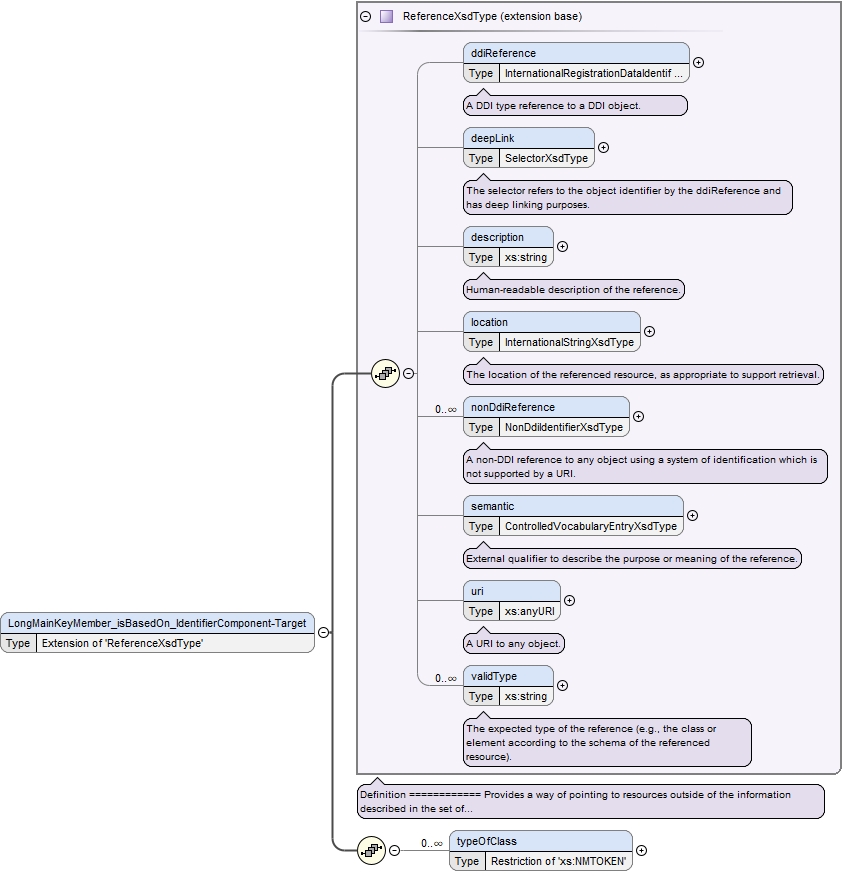 ReferenceXsdType (extension base)
ddiReference
Type InternationalRegistrationDataIdentif ...
A DDI type reference to a DDI object.
deepLink
Type SelectorXsdType
The selector refers to the object identifier by the ddiReference and
has deep linking purposes.
description
Type xs:string
Human-readable description of the reference.
location
Type InternationalStringXsdType
The location of the referenced resource, as appropriate to support retrieval.
0..∞ nonDdiReference
Type NonDdiIdentifierXsdType
A non-DDI reference to any object using a system of identification which is
not supported by a URI.
semantic
Type ControlledVocabularyEntryXsdType
External qualifier to describe the purpose or meaning of the reference.
uri
Type xs:anyURI
A URI to any object.
0..∞ validType
Type xs:string
The expected type of the reference (e.g., the class or
element according to the schema of the referenced
resource).
LongMainKeyMember_isBasedOn_IdentifierComponent-Target
Type Extension of 'ReferenceXsdType'
Definition ============ Provides a way of pointing to resources outside of the information
described in the set of...
0..∞ typeOfClass
Type Restriction of 'xs:NMTOKEN'